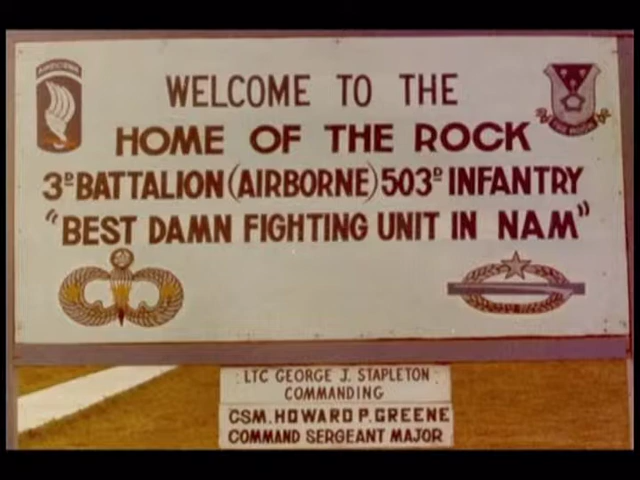 AIRBORNE
WELCOME TO THE
HOME OF THE ROCK
3D BATTALION (AIRBORNE) 503D INFANTRY
"BEST DAMN FIGHTING UNIT IN NAM"
LTC GEORGE J. STAPLETON
COMMANDING
CSM. HOWARD P. GREENE
COMMAND SERGEANT MAJOR